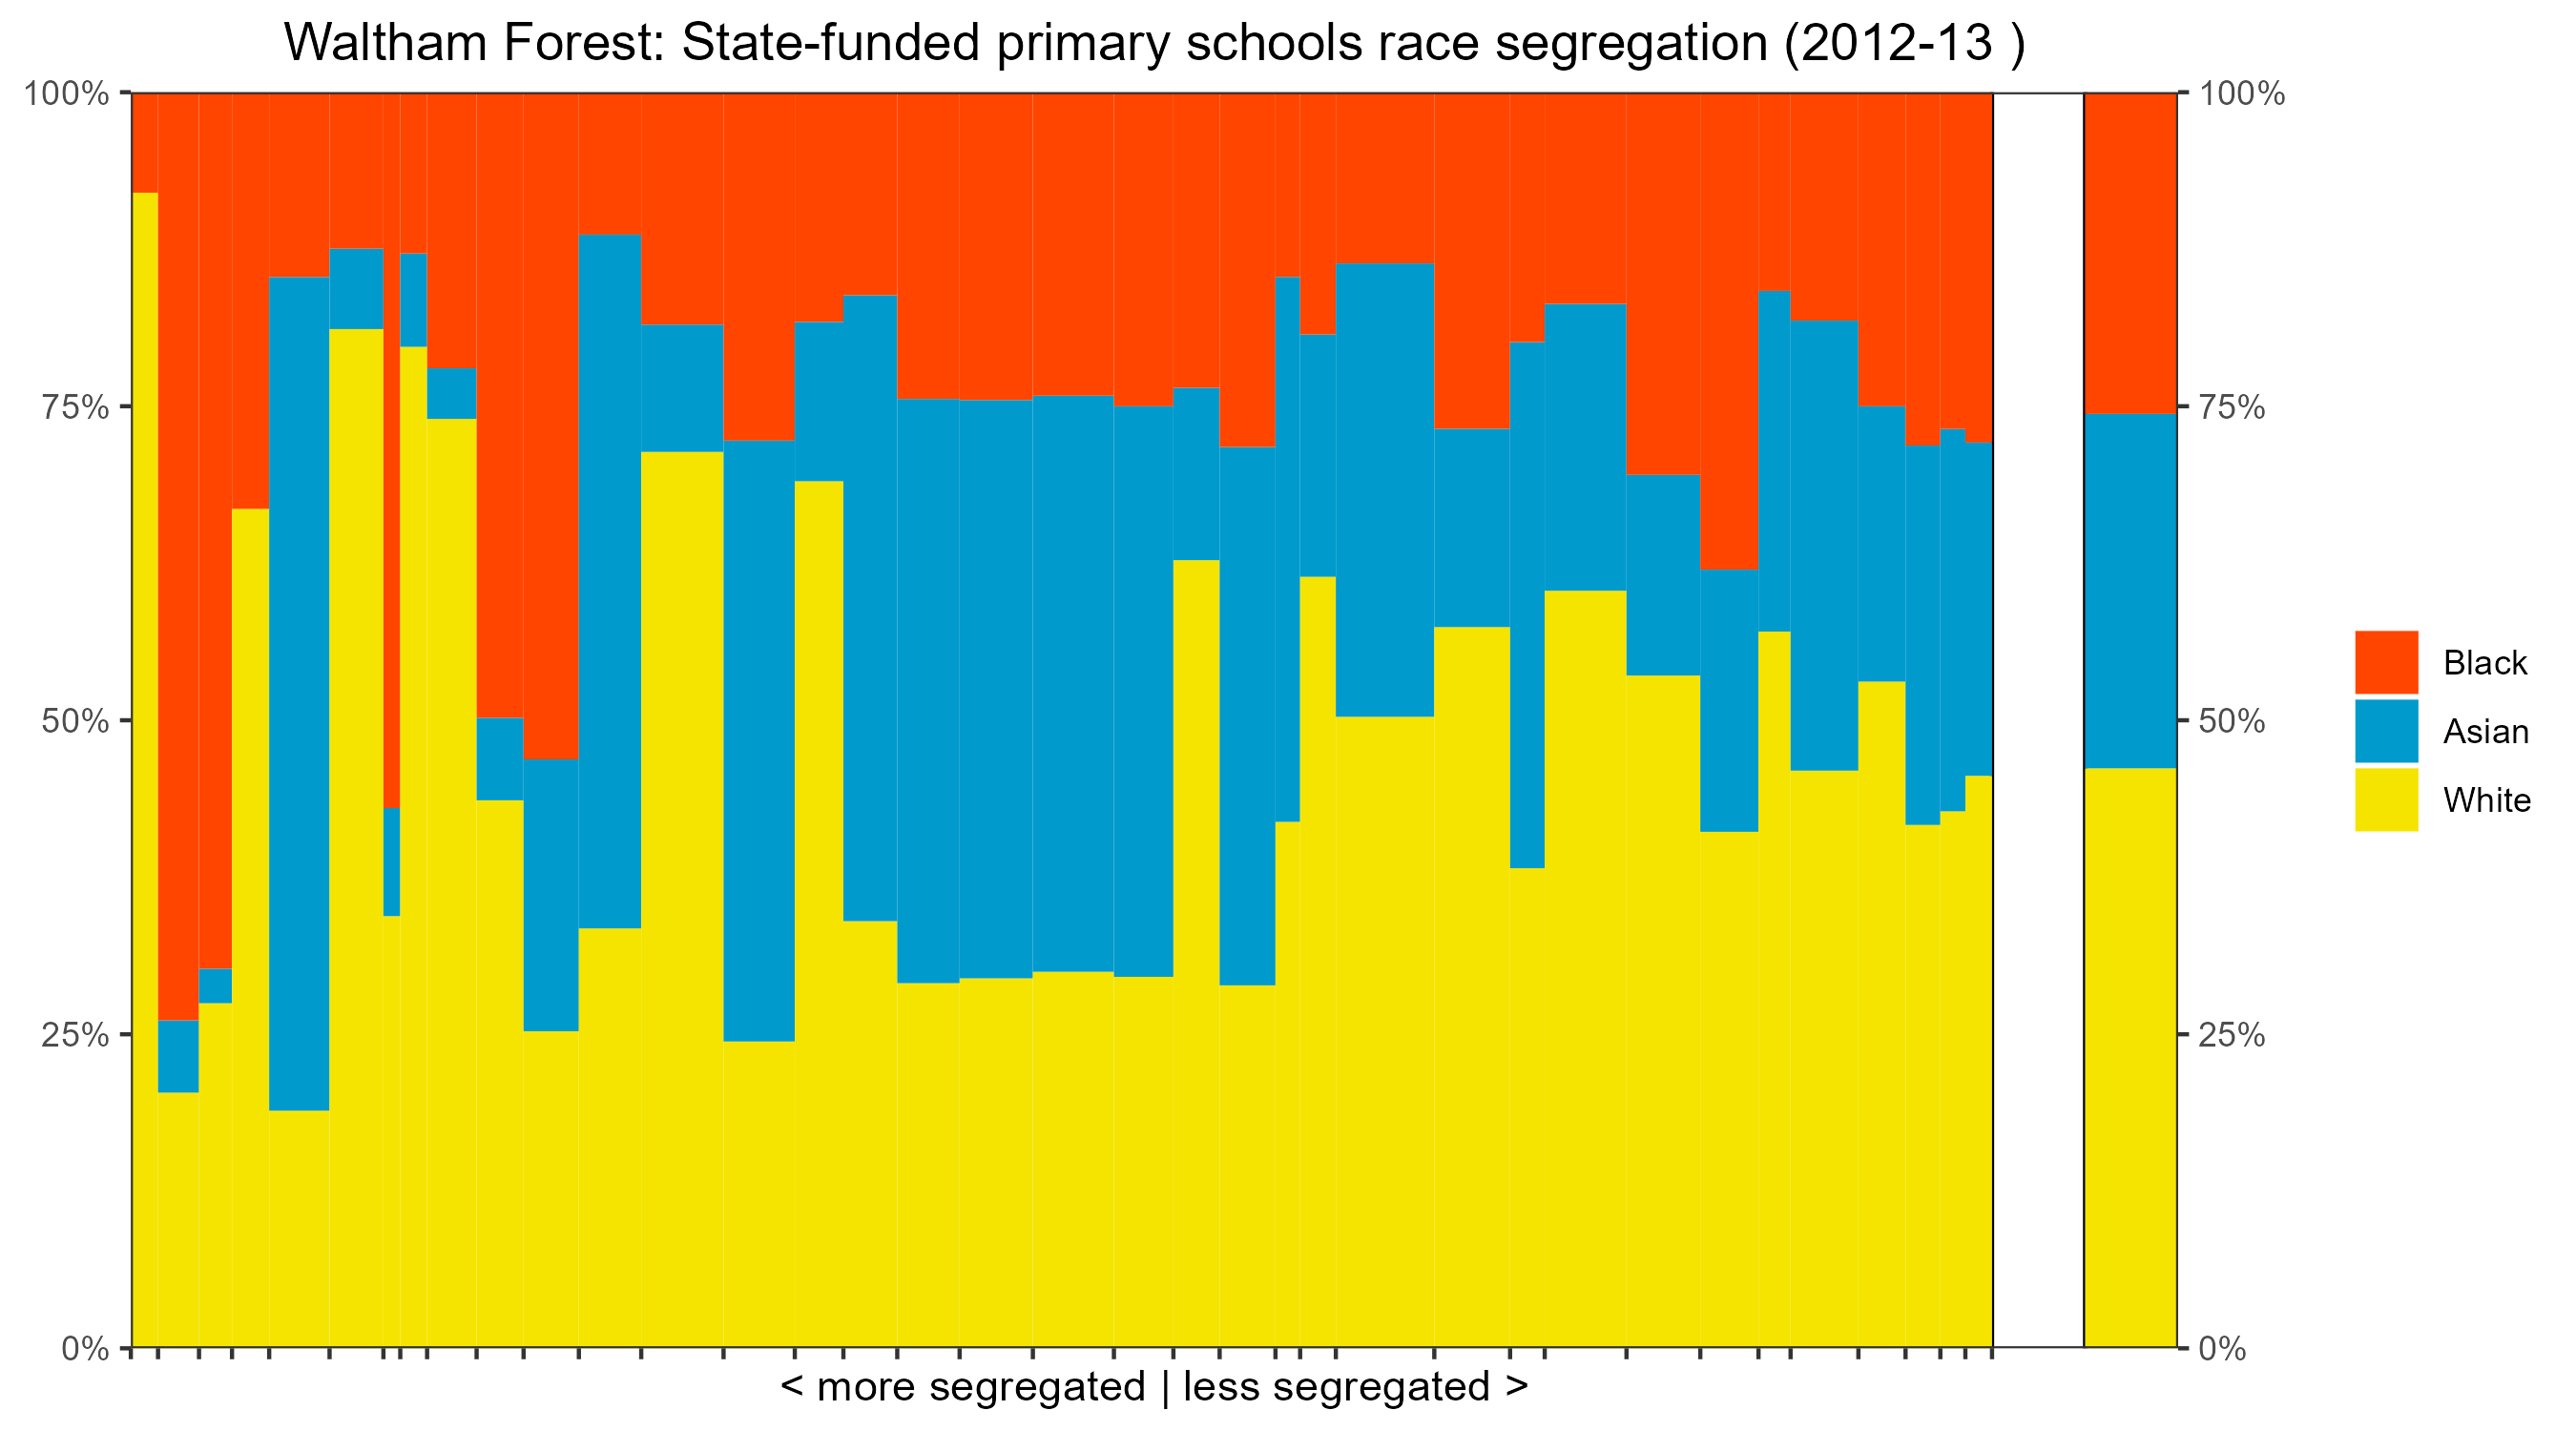 Waltham Forest: State-funded primary schools race segregation (2012-13 )
100%
75%
50%
25%
0%
100%
75%
50%
25%
0%
Black
Asian
White
< more segregated | less segregated >